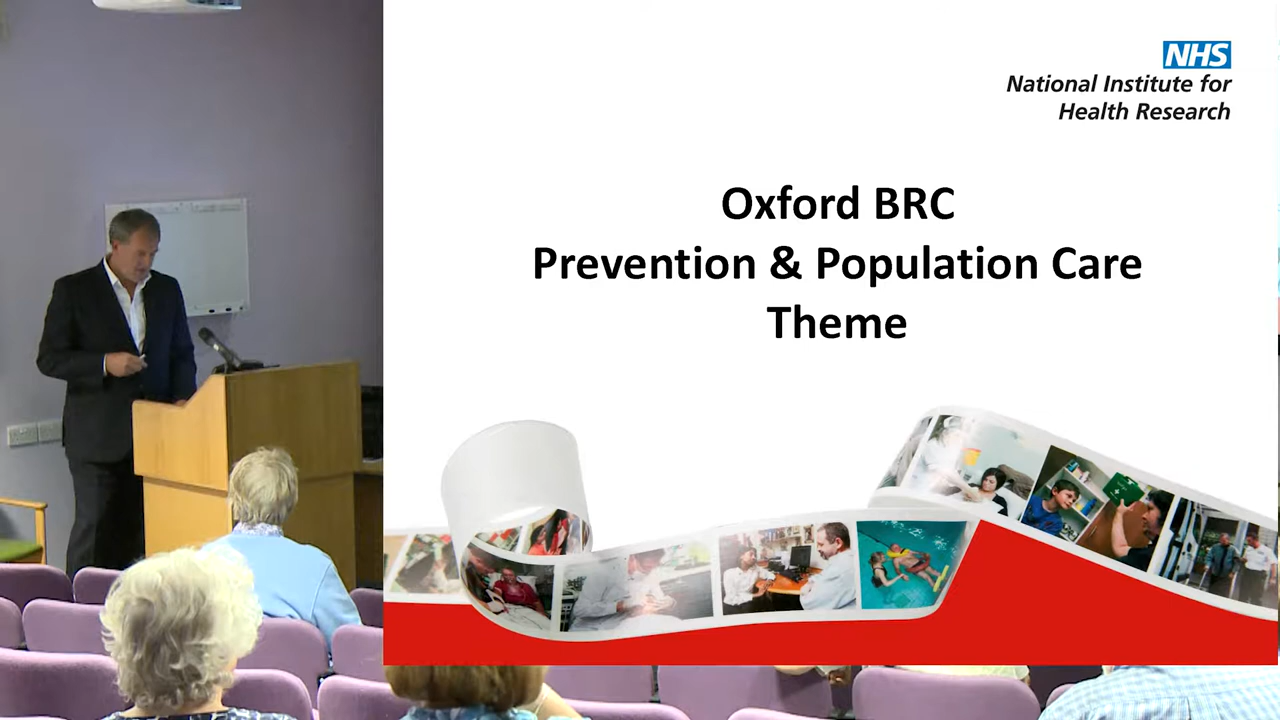 NHS
National Institute for
Health Research
Oxford BRC
Prevention & Population Care
Theme